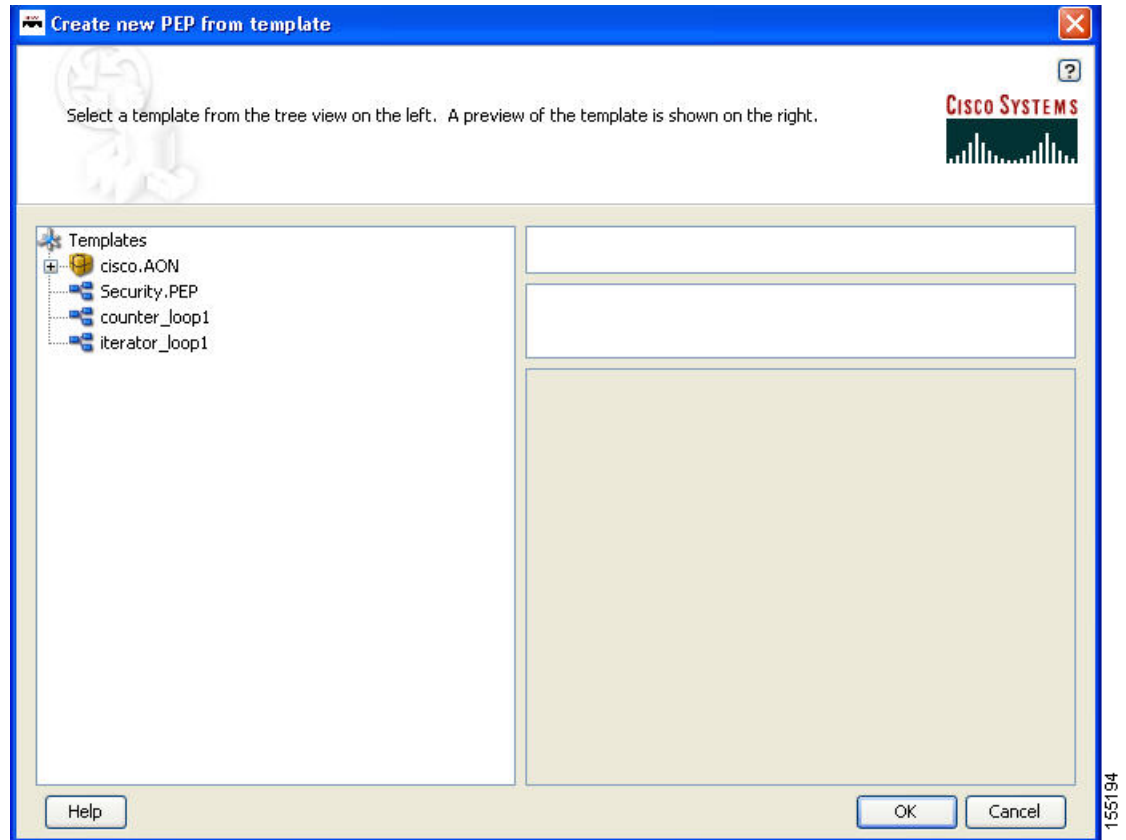 Create new PEP from template
?
Select a template from the tree view on the left. A preview of the template is shown on the right.
CISCO SYSTEMS
Templates
cisco.AON
Security.PEP
counter_loop1
iterator_loop1
Help
OK
Cancel
155194